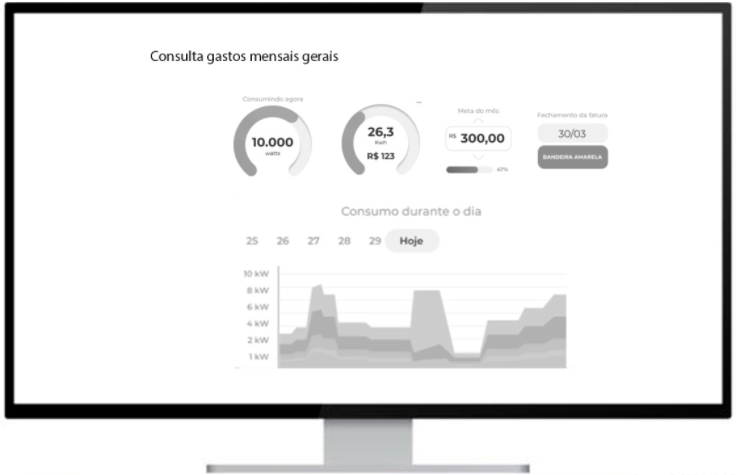 Consulta gastos mensais gerais
Consumindo agora
10.000
watts
26,3
Kwh
R$ 123
Meta do mês
R$ 300,00
47%
Fechamento da fatura
30/03
BANDEIRA AMARELA
Consumo durante o dia
25 26 27 28 29 Hoje
10 kW
8 kW
6 kW
4 kW
2 kW
1 kW